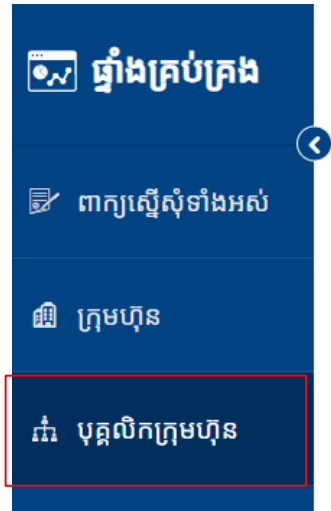 ផ្ទាំងគ្រប់គ្រង
ពាក្យស្នើសុំទាំងអស់
ក្រុមហ៊ុន
បុគ្គលិកក្រុមហ៊ុន